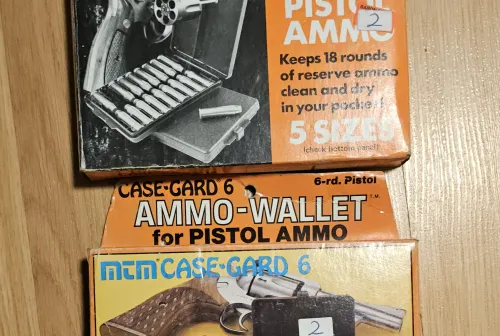 PISTOL
2
AMMO
Keeps 18 rounds
of reserve ammo
clean and dry
in your pocket!
5 SIZES
(check bottom panel)
CASE-GARD 6
6-rd. Pistol
AMMO-WALLET T.M.
for PISTOL AMMO
mtm CASE-GARD 6
2